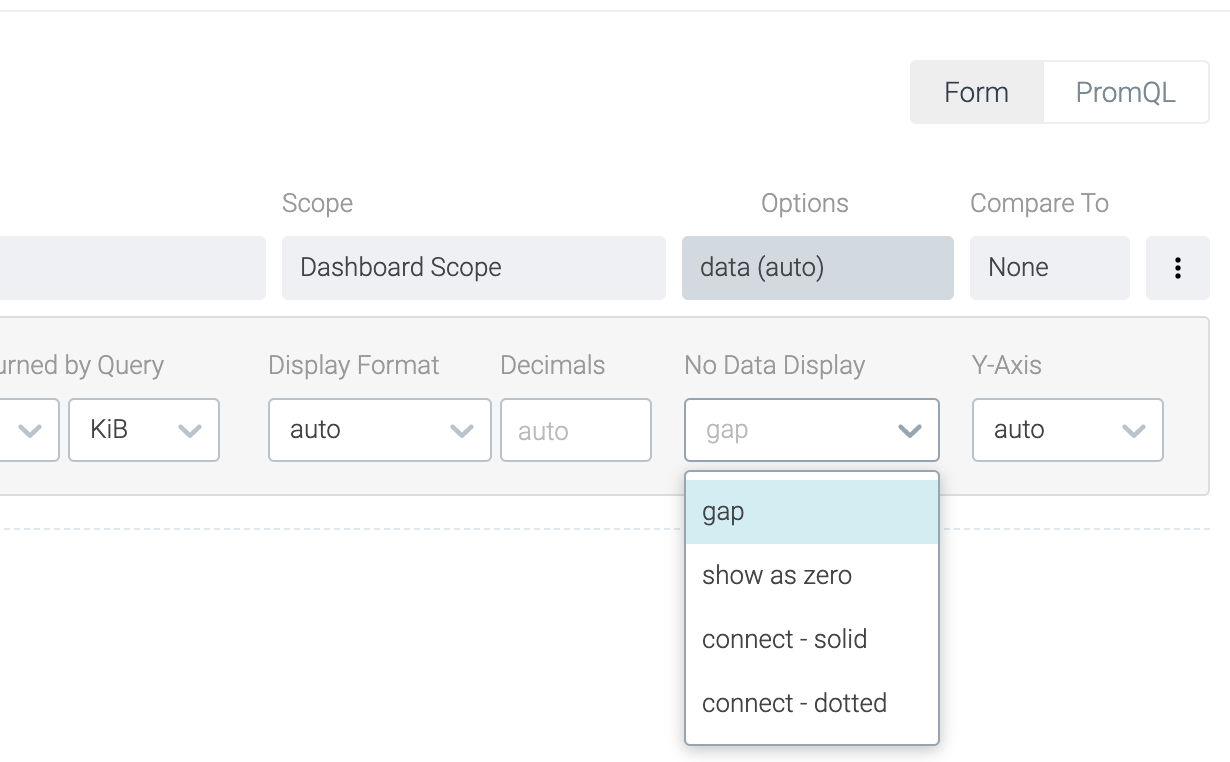 Form PromQL
Scope Options Compare To
Dashboard Scope data (auto) None
by Query Display Format Decimals No Data Display Y-Axis
KiB auto auto gap auto
gap
show as zero
connect - solid
connect - dotted